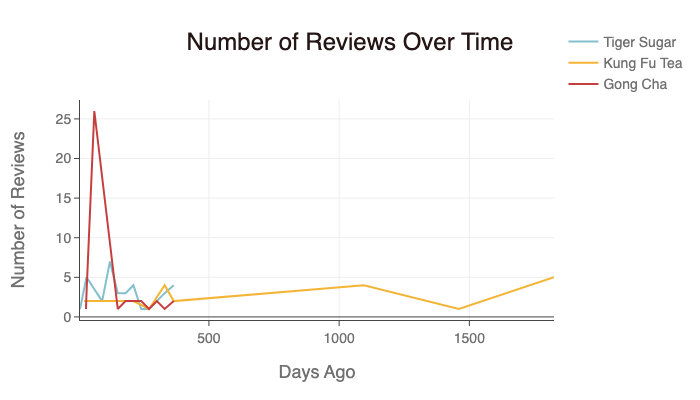 Number of Reviews Over Time
Tiger Sugar
Kung Fu Tea
Gong Cha
Number of Reviews
25
20
15
10
5
0
500
1000
1500
Days Ago